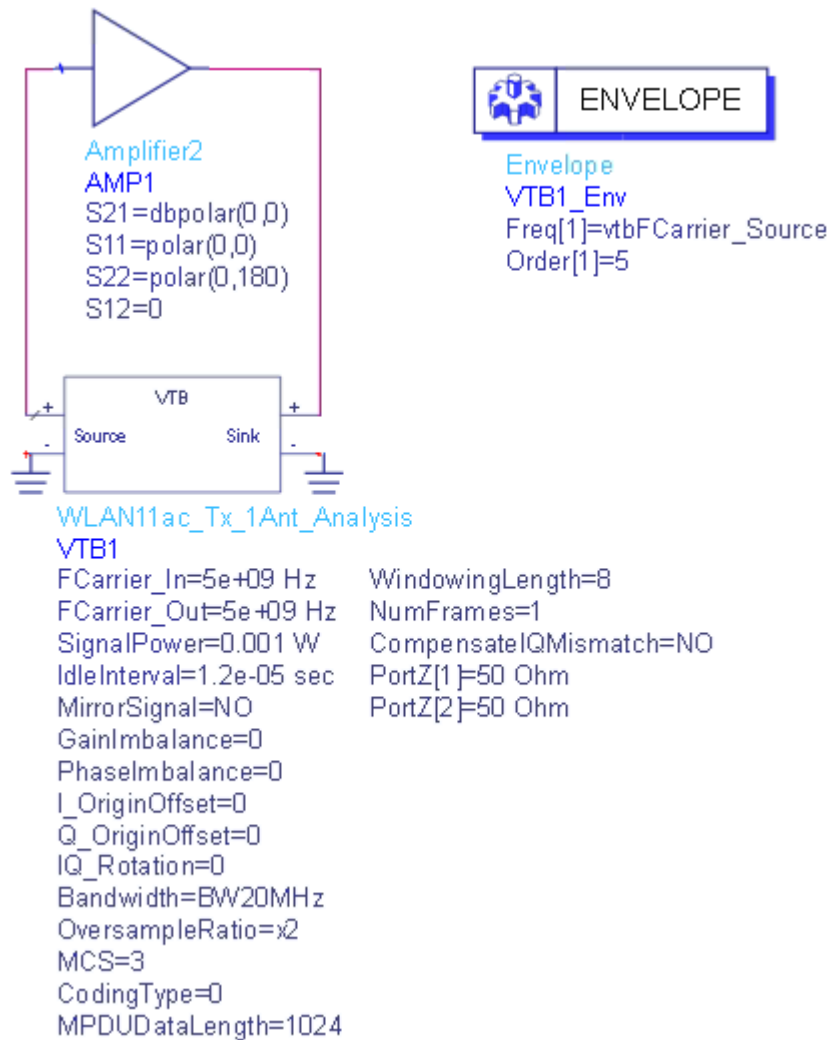 ENVELOPE
Amplifier2
AMP1
S21=dbpolar(0,0)
S11=polar(0,0)
S22=polar(0,180)
S12=0
Envelope
VTB1_Env
Freq[1]=vtbFCarrier_Source
Order[1]=5
VTB
+ +
Source Sink
- -
WLAN11ac_Tx_1Ant_Analysis
VTB1
FCarrier_In=5e+09 Hz
FCarrier_Out=5e+09 Hz
SignalPower=0.001 W
IdleInterval=1.2e-05 sec
MirrorSignal=NO
GainImbalance=0
PhaseImbalance=0
I_OriginOffset=0
Q_OriginOffset=0
IQ_Rotation=0
Bandwidth=BW20MHz
OversampleRatio=x2
MCS=3
CodingType=0
MPDUDataLength=1024
WindowingLength=8
NumFrames=1
CompensateIQMismatch=NO
PortZ[1]=50 Ohm
PortZ[2]=50 Ohm